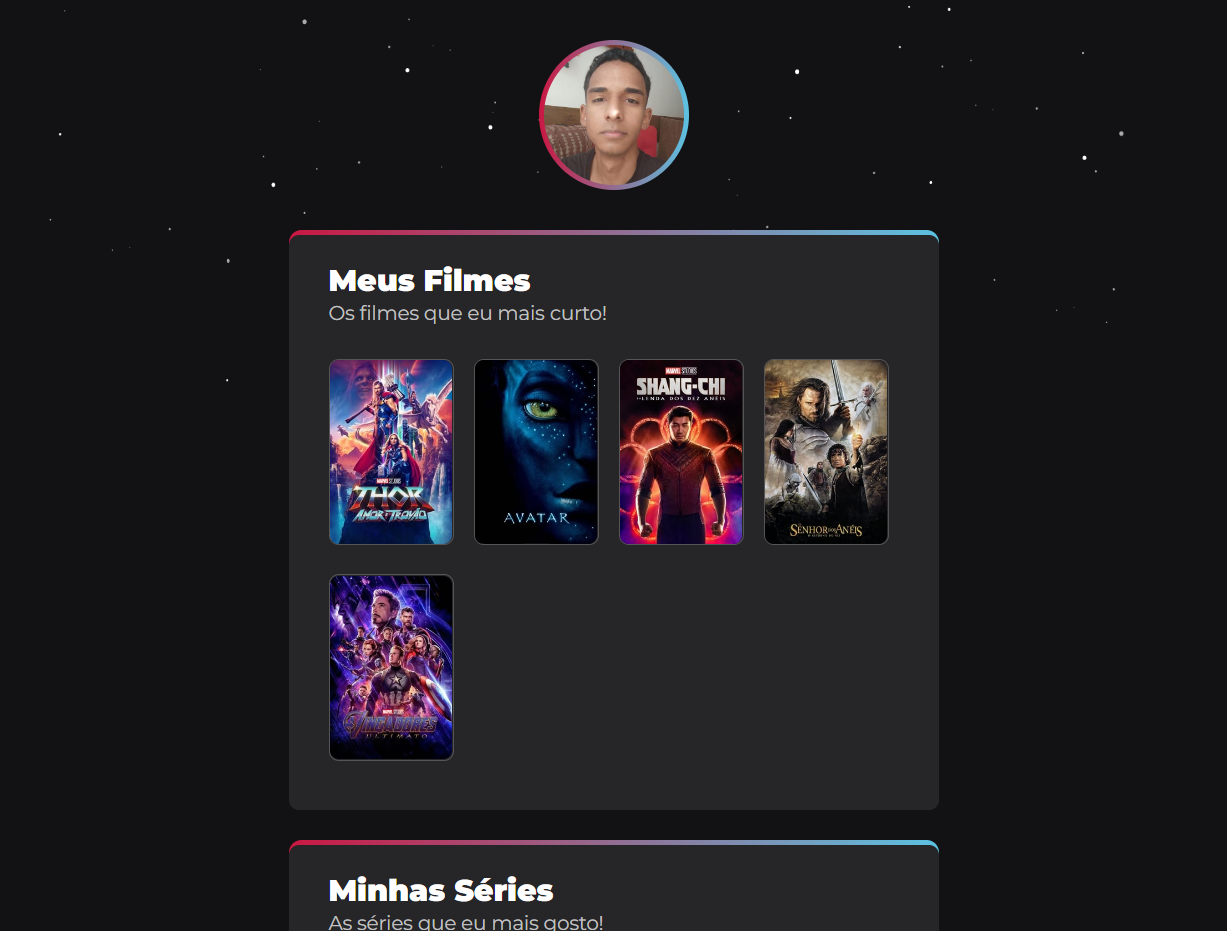 Meus Filmes
Os filmes que eu mais curto!
MARVEL STUDIOS
THOR
AMOR E TROVÃO
AVATAR
MARVEL STUDIOS
SHANG-CHI
E A LENDA DOS DEZ ANÉIS
O SENHOR DOS ANÉIS
O RETORNO DO REI
MARVEL STUDIOS
VINGADORES
ULTIMATO
Minhas Séries
As séries que eu mais gosto!